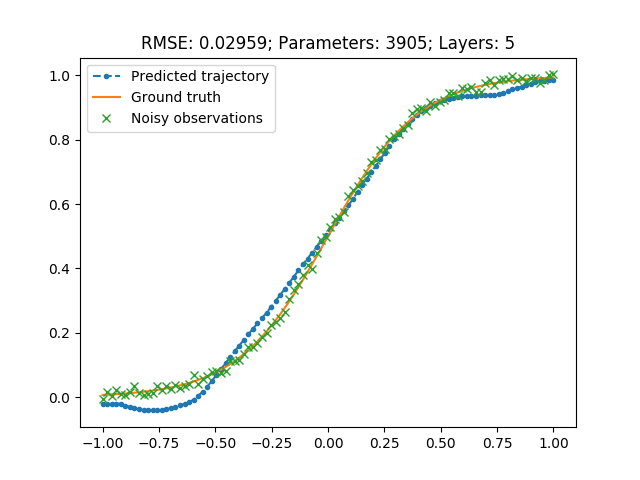 RMSE: 0.02959; Parameters: 3905; Layers: 5
Predicted trajectory
Ground truth
Noisy observations
1.0
0.8
0.6
0.4
0.2
0.0
−1.00 −0.75 −0.50 −0.25 0.00 0.25 0.50 0.75 1.00